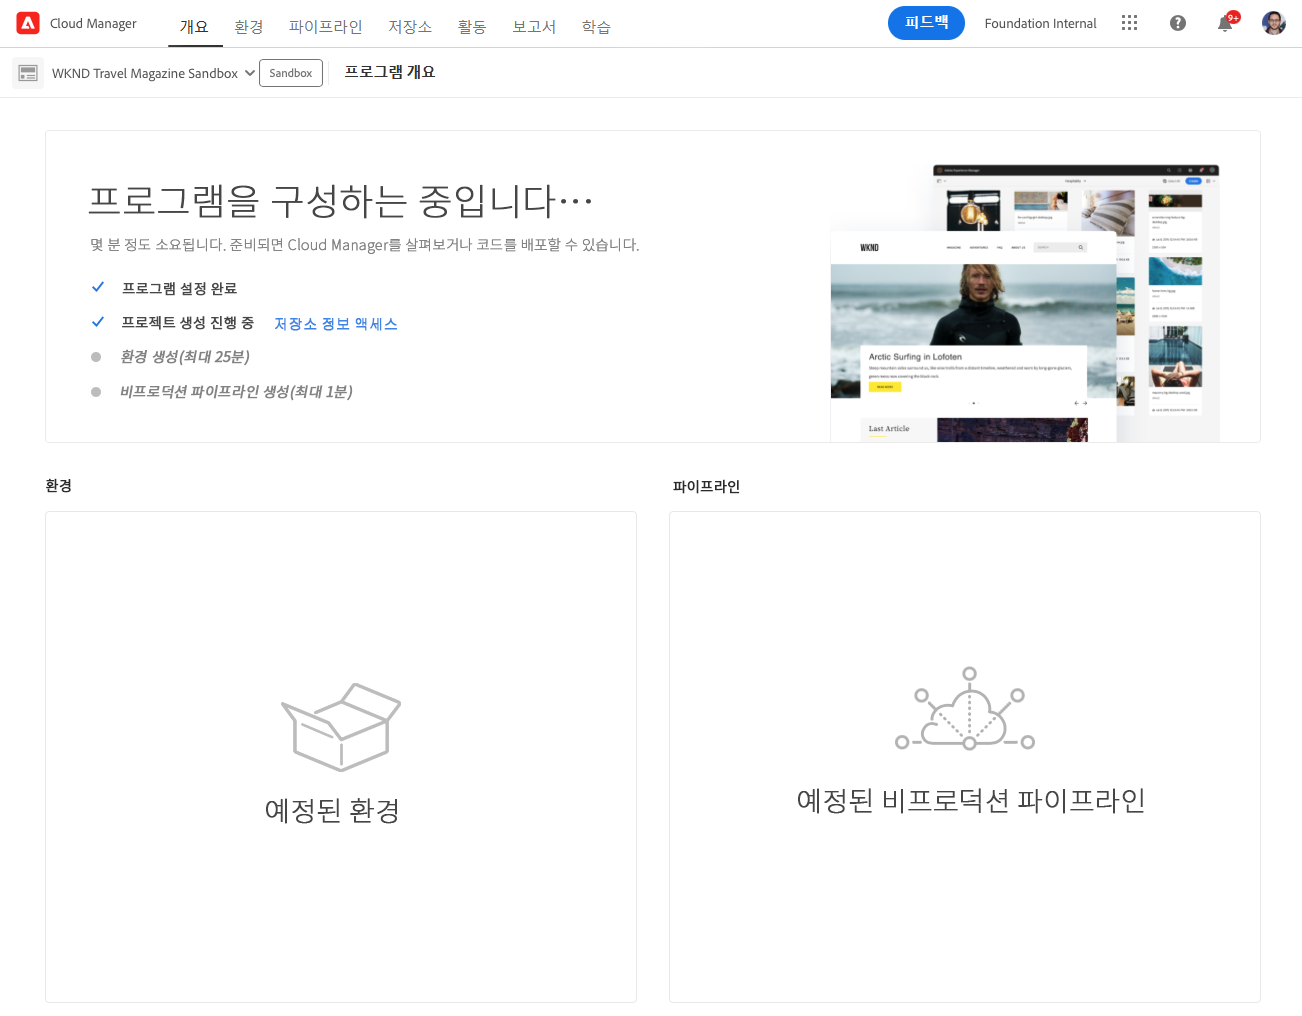 Cloud Manager
개요 환경 파이프라인 저장소 활동 보고서 학습
피드백
Foundation Internal
9+
WKND Travel Magazine Sandbox
Sandbox
프로그램 개요
프로그램을 구성하는 중입니다…
몇 분 정도 소요됩니다. 준비되면 Cloud Manager를 살펴보거나 코드를 배포할 수 있습니다.
프로그램 설정 완료
프로젝트 생성 진행 중 저장소 정보 액세스
환경 생성(최대 25분)
비프로덕션 파이프라인 생성(최대 1분)
WKND
Arctic Surfing in Lofoten
Last Article
환경
파이프라인
예정된 환경
예정된 비프로덕션 파이프라인